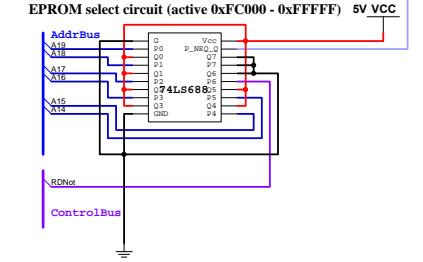 EPROM select circuit (active 0xFC000 - 0xFFFFF)
5V VCC
AddrBus
A19
A18
A17
A16
A15
A14
G
P0
Q0
P1
Q1
P2
Q2
P3
Q3
GND
74LS688
Vcc
P_NEQ_Q
Q7
P7
Q6
P6
Q5
P5
Q4
P4
RDNot
ControlBus